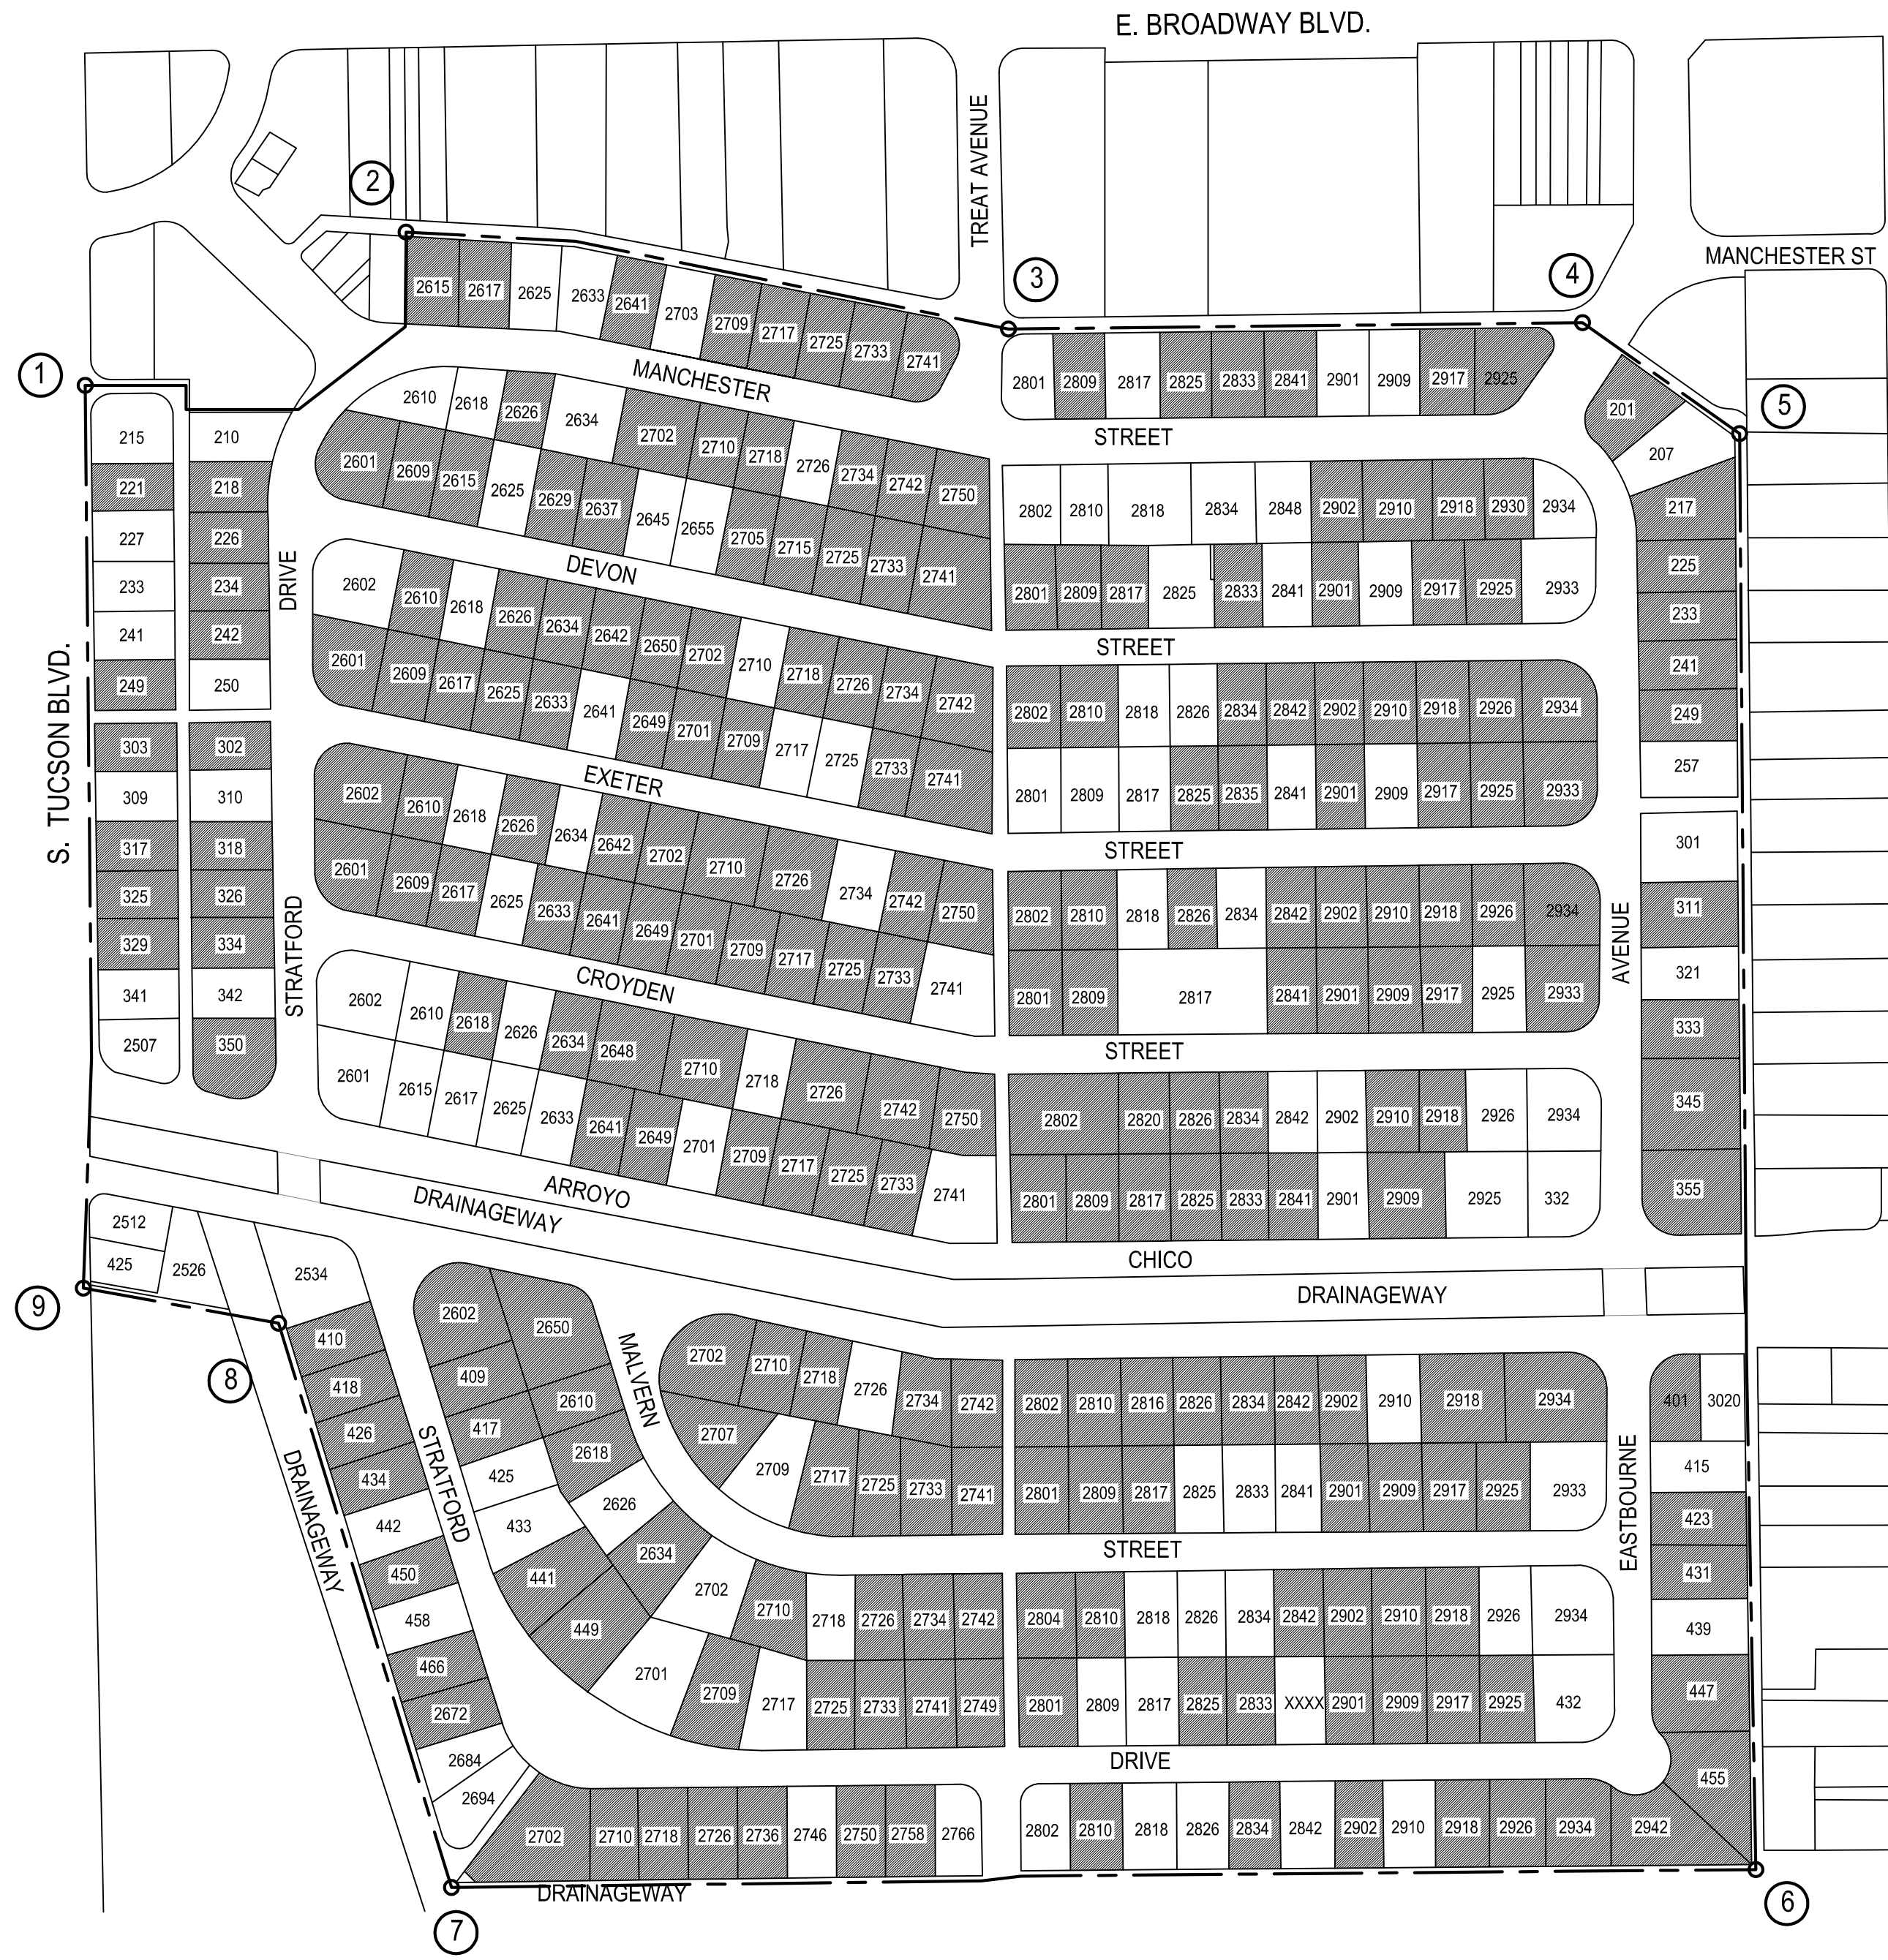 E. BROADWAY BLVD.
TREAT AVENUE
MANCHESTER ST
2
3
4
1
5
2615 2617 2625 2633 2641 2703 2709 2717 2725 2733 2741
MANCHESTER
2801 2809 2817 2825 2833 2841 2901 2909 2917 2925
STREET
201
207
217
225
233
241
249
257
301
311
321
333
345
355
AVENUE
S. TUCSON BLVD.
215
221
227
233
241
249
303
309
317
325
329
341
2507
210
218
226
234
242
250
302
310
318
326
334
342
350
DRIVE
STRATFORD
2610 2618 2626 2634 2702 2710 2718 2726 2734 2742 2750
2601 2609 2615 2625 2629 2637 2645 2655 2705 2715 2725 2733 2741
2802 2810 2818 2834 2848 2902 2910 2918 2930 2934
2801 2809 2817 2825 2833 2841 2901 2909 2917 2925 2933
DEVON
STREET
2602 2610 2618 2626 2634 2642 2650 2702 2710 2718 2726 2734 2742
2601 2609 2617 2625 2633 2641 2649 2701 2709 2717 2725 2733 2741
2802 2810 2818 2826 2834 2842 2902 2910 2918 2926 2934
2801 2809 2817 2825 2835 2841 2901 2909 2917 2925 2933
EXETER
STREET
2602 2610 2618 2626 2634 2642 2702 2710 2726 2734 2742 2750
2601 2609 2617 2625 2633 2641 2649 2701 2709 2717 2725 2733 2741
2802 2810 2818 2826 2834 2842 2902 2910 2918 2926 2934
2801 2809 2817 2841 2901 2909 2917 2925 2933
CROYDEN
STREET
2602 2610 2618 2626 2634 2648 2710 2718 2726 2742 2750
2601 2615 2617 2625 2633 2641 2649 2701 2709 2717 2725 2733 2741
2802 2820 2826 2834 2842 2902 2910 2918 2926 2934
2801 2809 2817 2825 2833 2841 2901 2909 2925 332
ARROYO
CHICO
DRAINAGEWAY
DRAINAGEWAY
2512
425
2526
2534
9
8
410
418
426
434
442
450
458
466
2672
2684
2694
DRAINAGEWAY
STRATFORD
2602
2650
409
2610
417
2618
425
2626
433
2634
441
449
MALVERN
2702 2710 2718 2726 2734 2742
2707 2709 2717 2725 2733 2741
2802 2810 2816 2826 2834 2842 2902 2910 2918 2934
2801 2809 2817 2825 2833 2841 2901 2909 2917 2925 2933
STREET
EASTBOURNE
401 3020
415
423
431
439
447
455
2702 2710 2718 2726 2734 2742
2701 2709 2717 2725 2733 2741 2749
2804 2810 2818 2826 2834 2842 2902 2910 2918 2926 2934
2801 2809 2817 2825 2833 XXXX 2901 2909 2917 2925 432
DRIVE
2702 2710 2718 2726 2736 2746 2750 2758 2766
2802 2810 2818 2826 2834 2842 2902 2910 2918 2926 2934 2942
DRAINAGEWAY
7
6